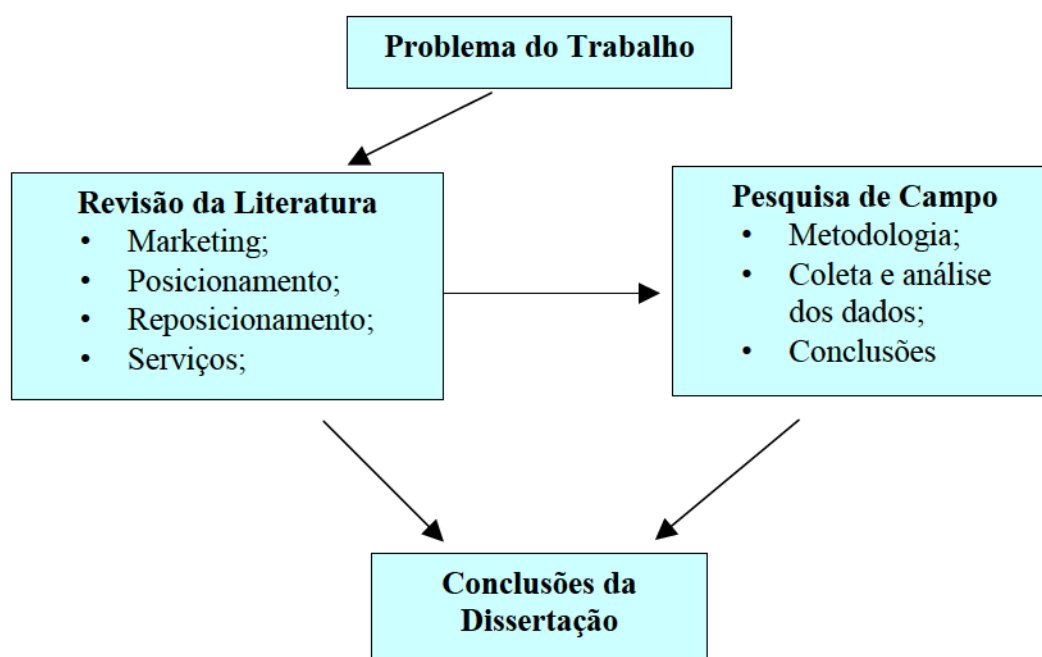 Problema do Trabalho
Revisão da Literatura
• Marketing;
• Posicionamento;
• Reposicionamento;
• Serviços;
Pesquisa de Campo
• Metodologia;
• Coleta e análise
dos dados;
• Conclusões
Conclusões da
Dissertação